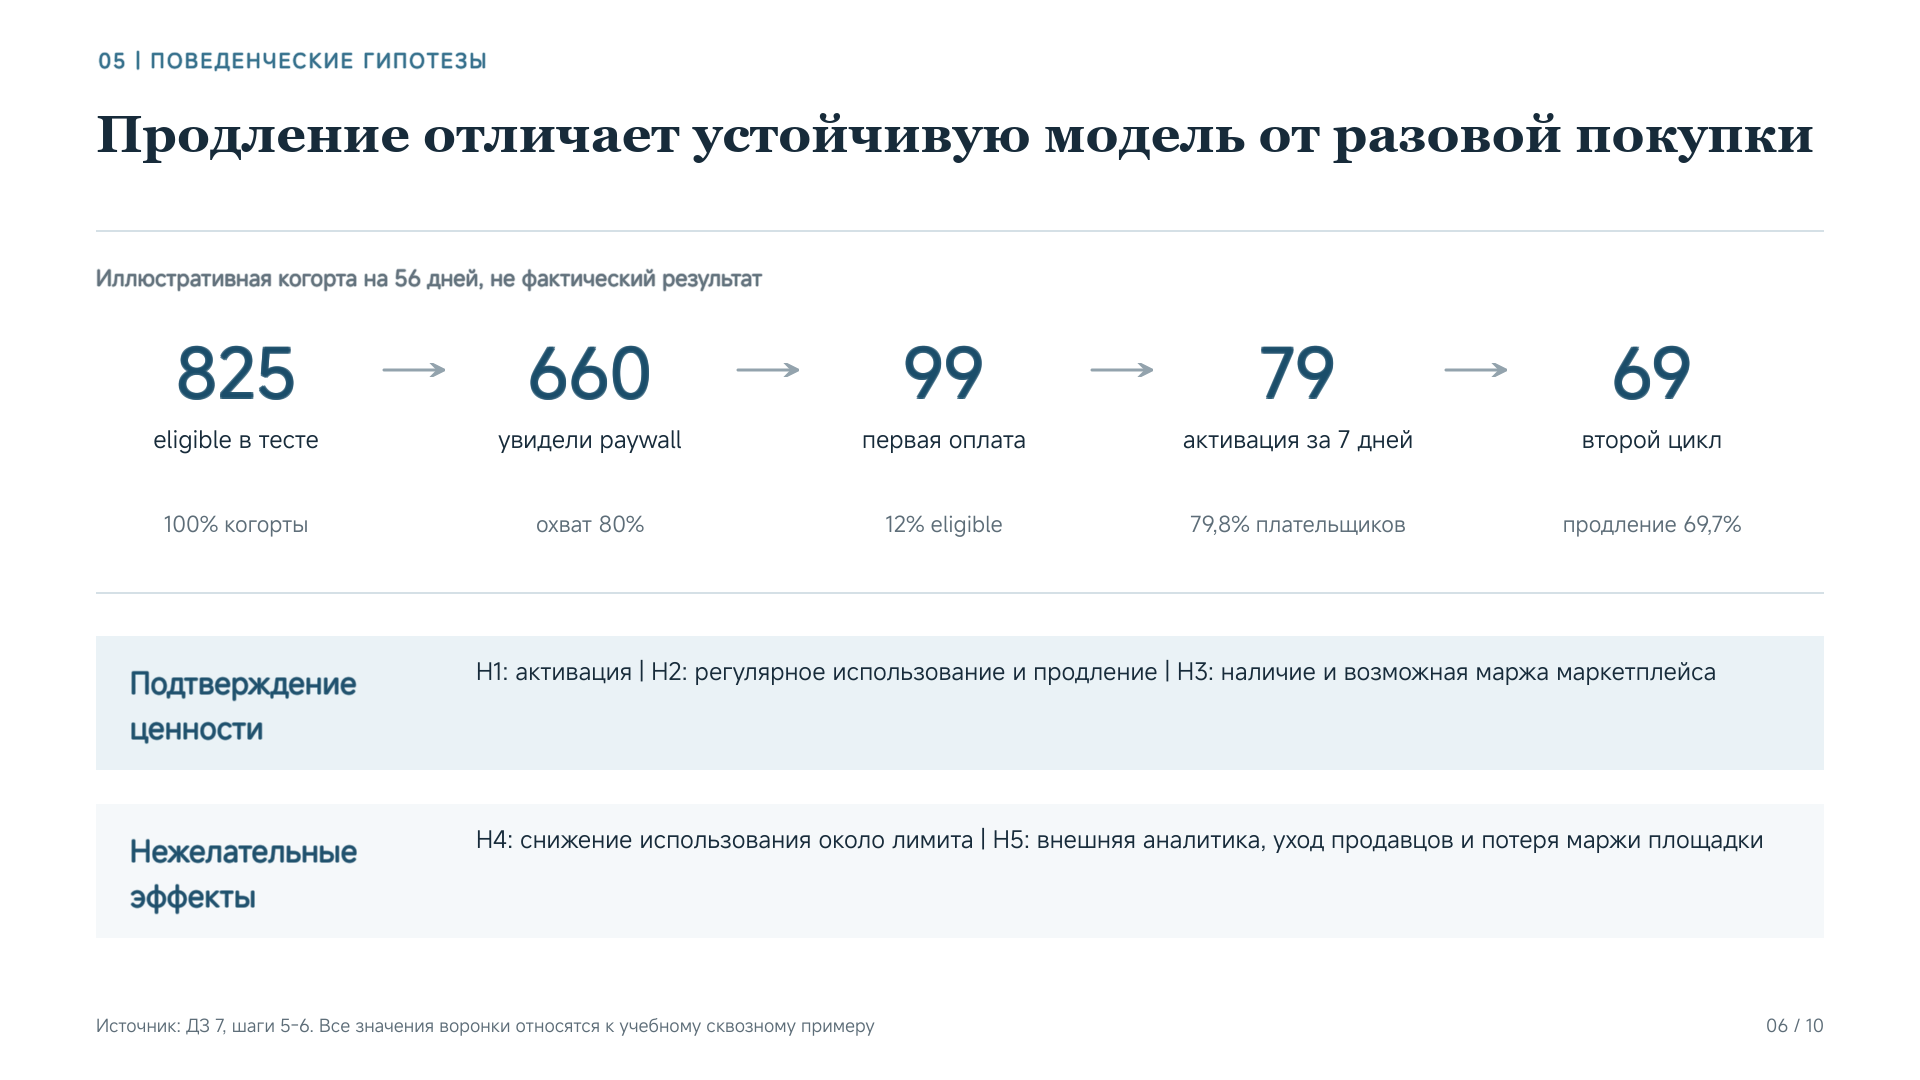 05 | ПОВЕДЕНЧЕСКИЕ ГИПОТЕЗЫ
Продление отличает устойчивую модель от разовой покупки
Иллюстративная когорта на 56 дней, не фактический результат
825 → 660 → 99 → 79 → 69
eligible в тесте увидели paywall первая оплата активация за 7 дней второй цикл
100% когорты охват 80% 12% eligible 79,8% плательщиков продление 69,7%
Подтверждение
ценности
H1: активация | H2: регулярное использование и продление | H3: наличие и возможная маржа маркетплейса
Нежелательные
эффекты
H4: снижение использования около лимита | H5: внешняя аналитика, уход продавцов и потеря маржи площадки
Источник: ДЗ 7, шаги 5–6. Все значения воронки относятся к учебному сквозному примеру
06 / 10